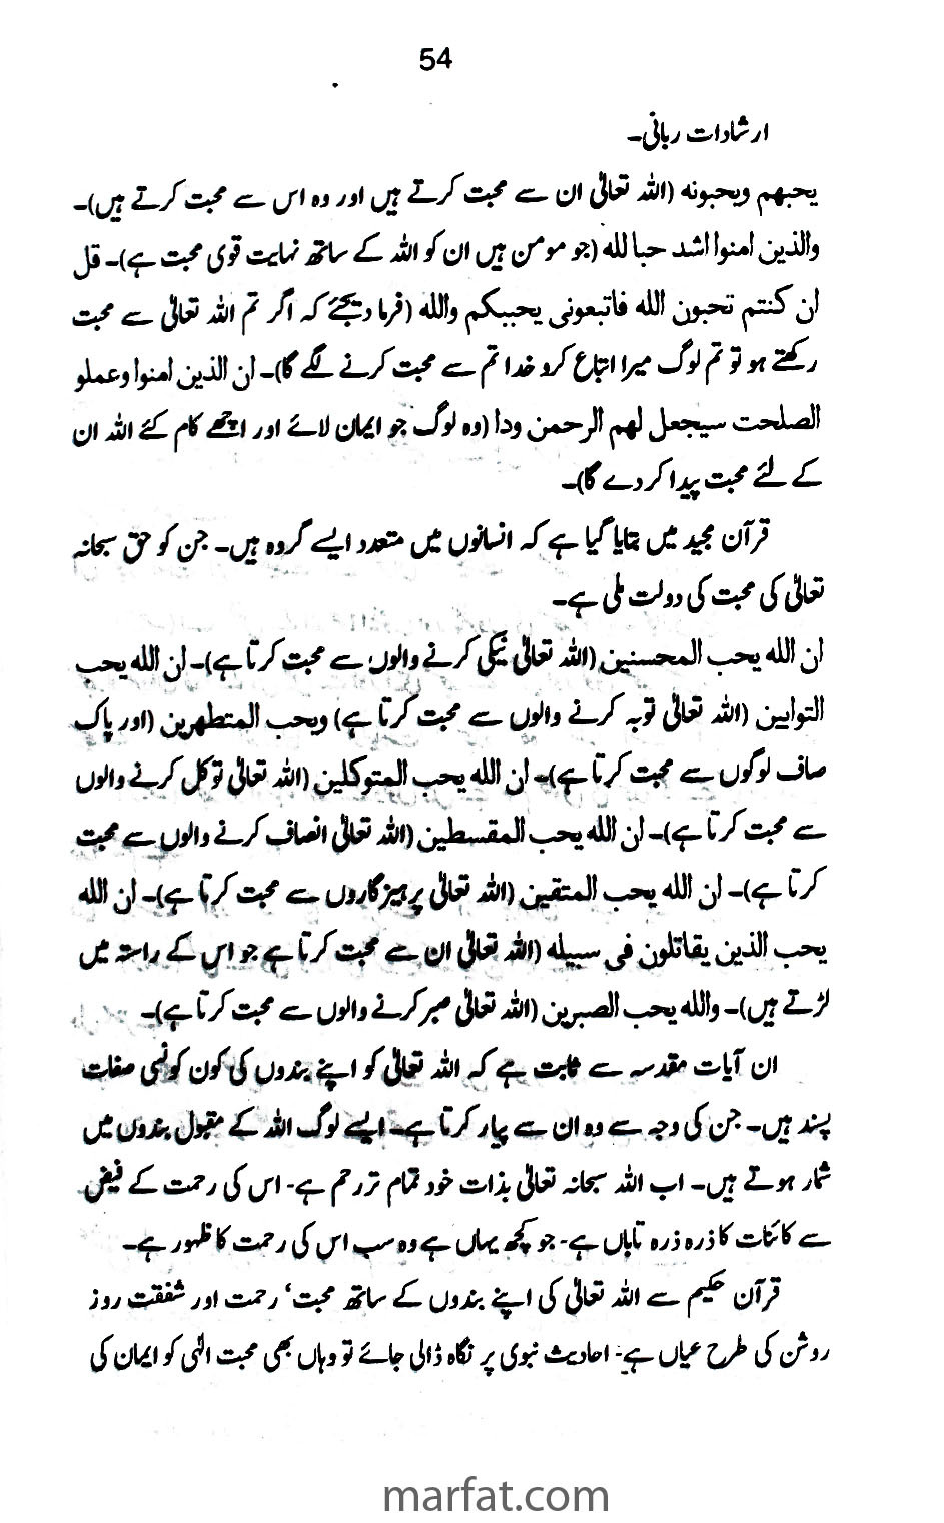 54
ارشادات ربانی۔
یحبھم ویحبونہ (اللہ تعالٰی ان سے محبت کرتے ہیں اور وہ اس سے محبت کرتے ہیں)۔
والذین امنوا اشد حبا للہ (جو مومن ہیں ان کو اللہ کے ساتھ نہایت قوی محبت ہے)۔ قل
ان کنتم تحبون اللہ فاتبعونی یحببکم واللہ (فرما دیجئے کہ اگر تم اللہ تعالٰی سے محبت
رکھتے ہو تو تم لوگ میرا اتباع کرو خدا تم سے محبت کرنے لگے گا)۔ ان الذین امنوا وعملو
الصلحت سیجعل لھم الرحمن ودا (وہ لوگ جو ایمان لائے اور اچھے کام کئے اللہ ان
کے لئے محبت پیدا کر دے گا)۔
قرآن مجید میں بتایا گیا ہے کہ انسانوں میں متعدد ایسے گروہ ہیں۔ جن کو حق سبحانہ
تعالٰی کی محبت کی دولت ملی ہے۔
ان اللہ یحب المحسنین (اللہ تعالٰی نیکی کرنے والوں سے محبت کرتا ہے)۔ ان اللہ یحب
التوابین (اللہ تعالٰی توبہ کرنے والوں سے محبت کرتا ہے) ویحب المتطھرین (اور پاک
صاف لوگوں سے محبت کرتا ہے)۔ ان اللہ یحب المتوکلین (اللہ تعالٰی توکل کرنے والوں
سے محبت کرتا ہے)۔ ان اللہ یحب المقسطین (اللہ تعالٰی انصاف کرنے والوں سے محبت
کرتا ہے)۔ ان اللہ یحب المتقین (اللہ تعالٰی پرہیزگاروں سے محبت کرتا ہے)۔ ان اللہ
یحب الذین یقاتلون فی سبیلہ (اللہ تعالٰی ان سے محبت کرتا ہے جو اس کے راستہ میں
لڑتے ہیں)۔ واللہ یحب الصبرین (اللہ تعالٰی صبر کرنے والوں سے محبت کرتا ہے)۔
ان آیات مقدسہ سے ثابت ہے کہ اللہ تعالٰی کو اپنے بندوں کی کون کونسی صفات
پسند ہیں۔ جن کی وجہ سے وہ ان سے پیار کرتا ہے۔ ایسے لوگ اللہ کے مقبول بندوں میں
شمار ہوتے ہیں۔ اب اللہ سبحانہ تعالٰی بذات خود تمام تر رحم ہے۔ اس کی رحمت کے فیض
سے کائنات کا ذرہ ذرہ تاباں ہے۔ جو کچھ یہاں ہے وہ سب اس کی رحمت کا ظہور ہے۔
قرآن حکیم سے اللہ تعالٰی کی اپنے بندوں کے ساتھ محبت، رحمت اور شفقت روز
روشن کی طرح عیاں ہے۔ احادیث نبوی پر نگاہ ڈالی جائے تو وہاں بھی محبت الٰہی کو ایمان کی
marfat.com